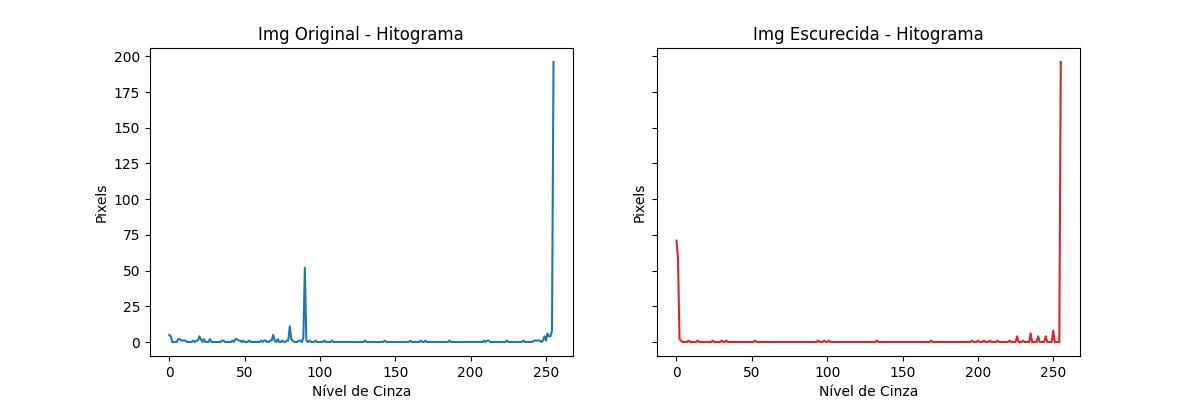 Img Original - Hitograma
Img Escurecida - Hitograma
200
175
150
125
100
75
50
25
0
Pixels
Pixels
0 50 100 150 200 250
0 50 100 150 200 250
Nível de Cinza
Nível de Cinza